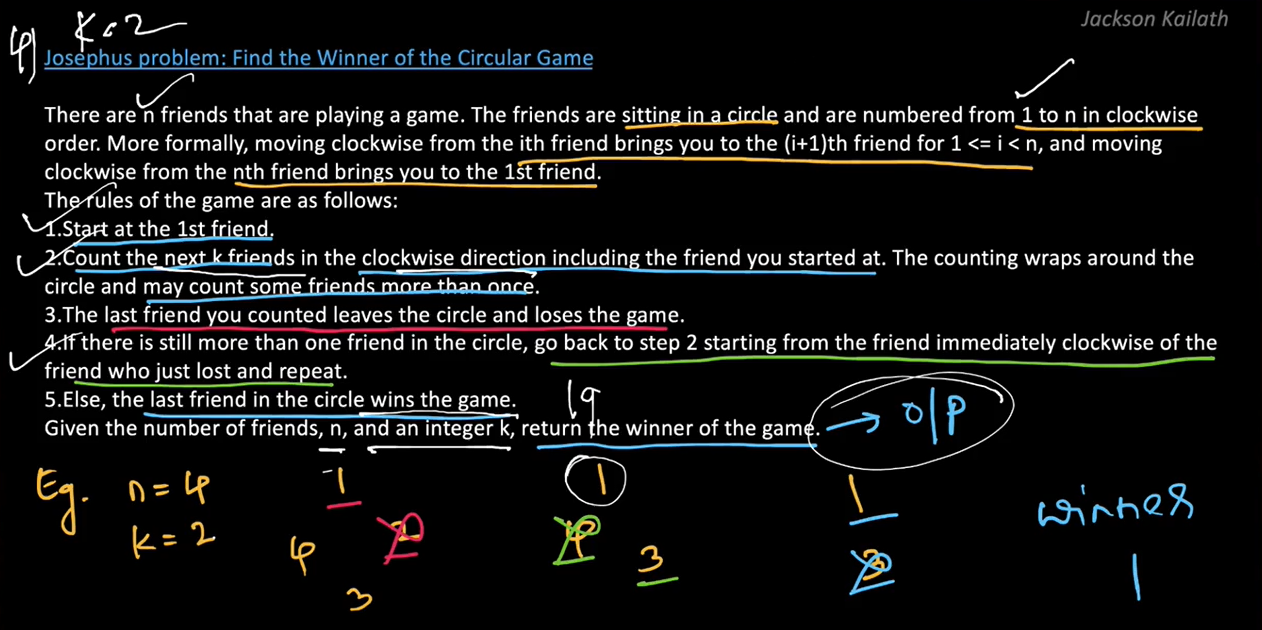 Jackson Kailath
K = 2
4)
Josephus problem: Find the Winner of the Circular Game
There are n friends that are playing a game. The friends are sitting in a circle and are numbered from 1 to n in clockwise
order. More formally, moving clockwise from the ith friend brings you to the (i+1)th friend for 1 <= i < n, and moving
clockwise from the nth friend brings you to the 1st friend.
The rules of the game are as follows:
1.Start at the 1st friend.
2.Count the next k friends in the clockwise direction including the friend you started at. The counting wraps around the
circle and may count some friends more than once.
3.The last friend you counted leaves the circle and loses the game.
4.If there is still more than one friend in the circle, go back to step 2 starting from the friend immediately clockwise of the
friend who just lost and repeat.
5.Else, the last friend in the circle wins the game.
Given the number of friends, n, and an integer k, return the winner of the game. → O/P
Eg. n = 4 1 1 1 winner
k = 2 4 2 4 3 3 1
3